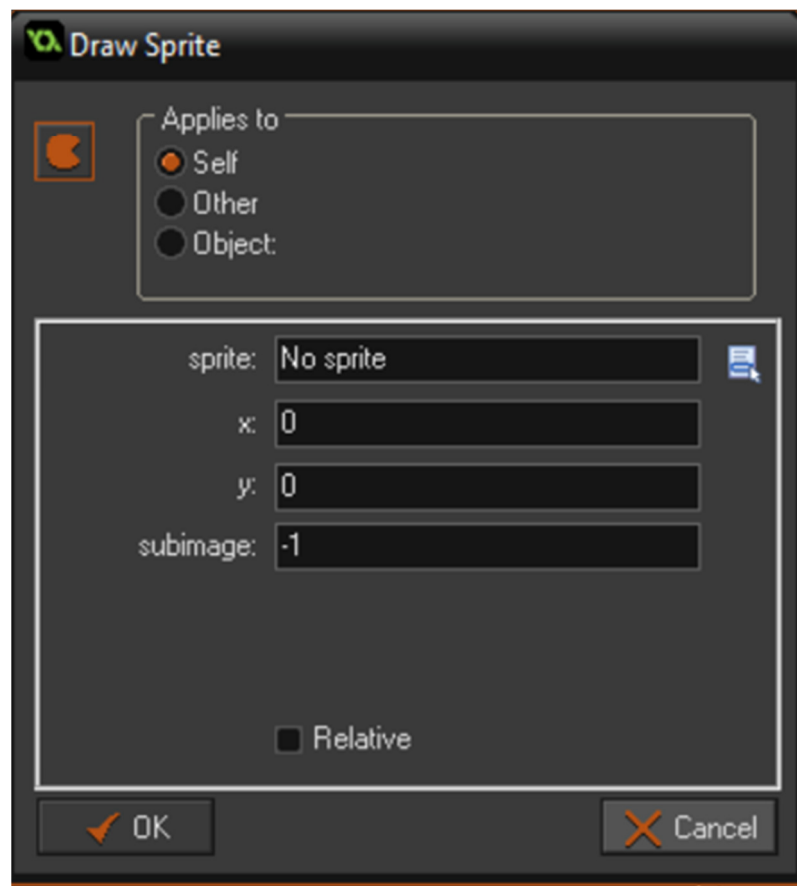 Draw Sprite
Applies to
Self
Other
Object:
sprite: No sprite
x: 0
y: 0
subimage: -1
Relative
OK Cancel